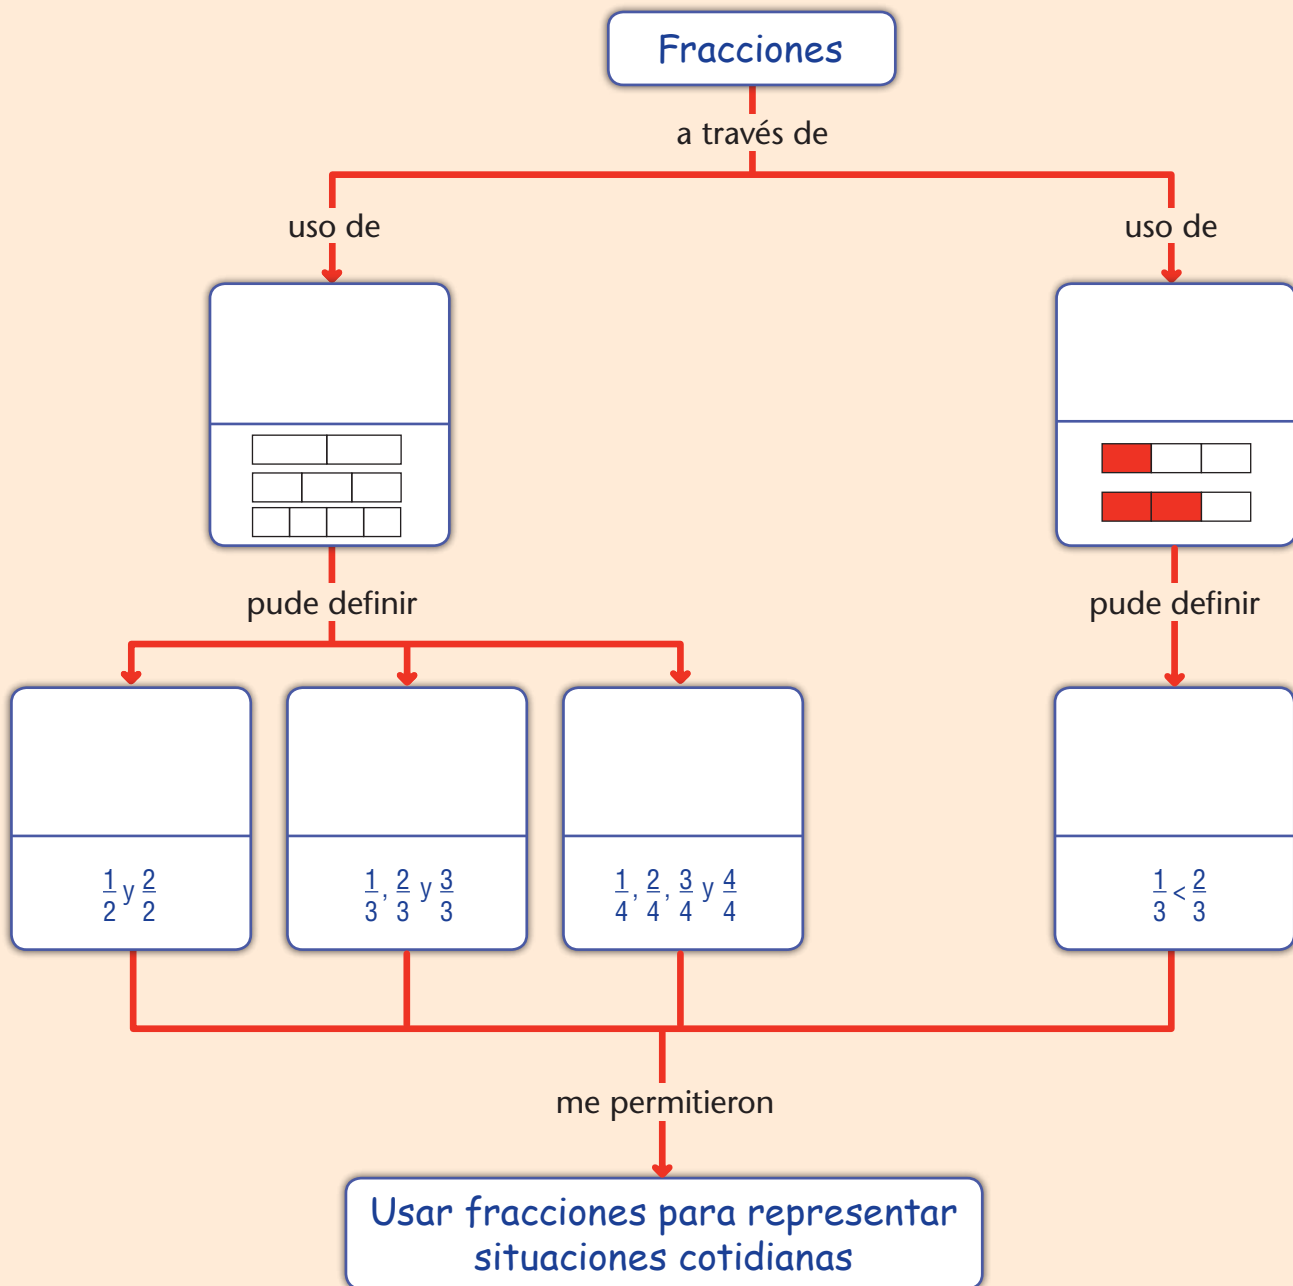 Fracciones
a través de
uso de
uso de
pude definir
pude definir
1/2 y 2/2
1/3, 2/3 y 3/3
1/4, 2/4, 3/4 y 4/4
1/3 < 2/3
me permitieron
Usar fracciones para representar
situaciones cotidianas